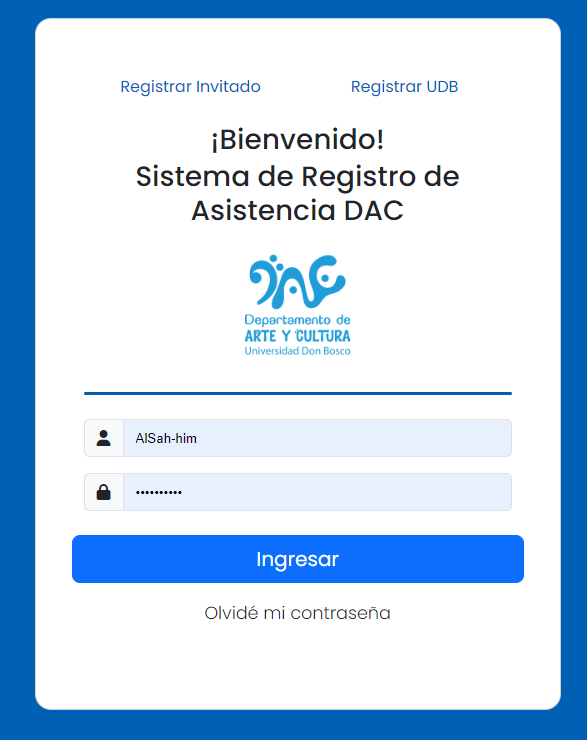 Registrar Invitado
Registrar UDB
¡Bienvenido!
Sistema de Registro de
Asistencia DAC
DAC
Departamento de
ARTE Y CULTURA
Universidad Don Bosco
AlSah-him
••••••••••
Ingresar
Olvidé mi contraseña